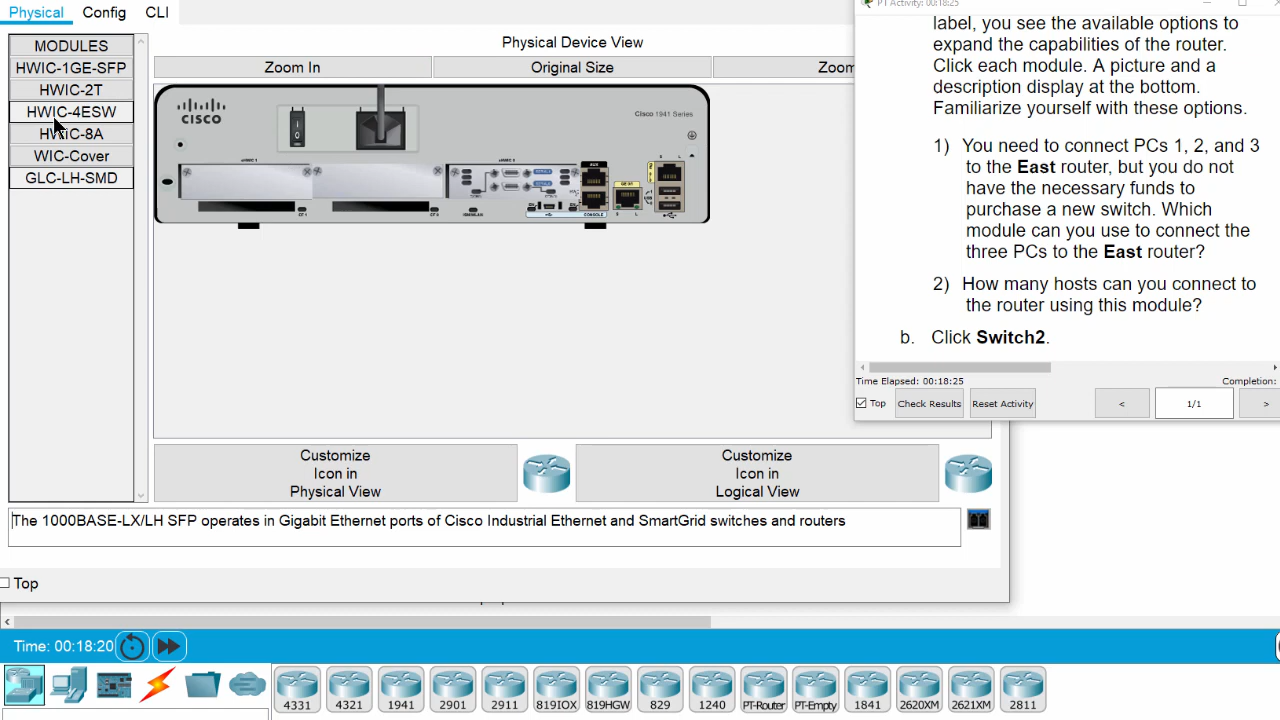 Physical
Config
CLI
MODULES
HWIC-1GE-SFP
HWIC-2T
HWIC-4ESW
HWIC-8A
WIC-Cover
GLC-LH-SMD
Physical Device View
Zoom In
Original Size
Zoom
CISCO
Cisco 1941 Series
AUX
CONSOLE
PT Activity: 00:18:25
label, you see the available options to
expand the capabilities of the router.
Click each module. A picture and a
description display at the bottom.
Familiarize yourself with these options.
1) You need to connect PCs 1, 2, and 3
to the East router, but you do not
have the necessary funds to
purchase a new switch. Which
module can you use to connect the
three PCs to the East router?
2) How many hosts can you connect to
the router using this module?
b. Click Switch2.
Time Elapsed: 00:18:25
Completion:
Top
Check Results
Reset Activity
<
1/1
>
Customize
Icon in
Physical View
Customize
Icon in
Logical View
The 1000BASE-LX/LH SFP operates in Gigabit Ethernet ports of Cisco Industrial Ethernet and SmartGrid switches and routers
Top
Time: 00:18:20
4331
4321
1941
2901
2911
819IOX
819HGW
829
1240
PT-Router
PT-Empty
1841
2620XM
2621XM
2811